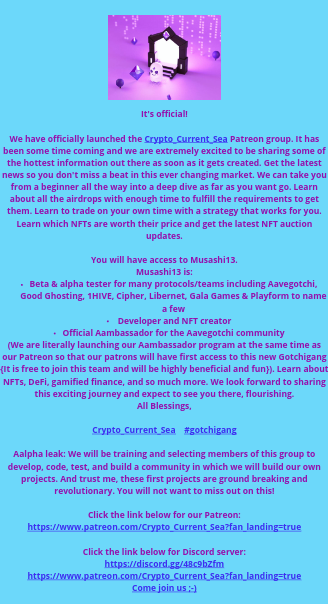 It's official!
We have officially launched the Crypto_Current_Sea Patreon group. It has
been some time coming and we are extremely excited to be sharing some of
the hottest information out there as soon as it gets created. Get the latest
news so you don't miss a beat in this ever changing market. We can take you
from a beginner all the way into a deep dive as far as you want go. Learn
about all the airdrops with enough time to fulfill the requirements to get
them. Learn to trade on your own time with a strategy that works for you.
Learn which NFTs are worth their price and get the latest NFT auction
updates.
You will have access to Musashi13.
Musashi13 is:
• Beta & alpha tester for many protocols/teams including Aavegotchi,
Good Ghosting, 1HIVE, Cipher, Libernet, Gala Games & Playform to name
a few
• Developer and NFT creator
• Official Aambassador for the Aavegotchi community
(We are literally launching our Aambassador program at the same time as
our Patreon so that our patrons will have first access to this new Gotchigang
{It is free to join this team and will be highly beneficial and fun}). Learn about
NFTs, DeFi, gamified finance, and so much more. We look forward to sharing
this exciting journey and expect to see you there, flourishing.
All Blessings,
Crypto_Current_Sea #gotchigang
Aalpha leak: We will be training and selecting members of this group to
develop, code, test, and build a community in which we will build our own
projects. And trust me, these first projects are ground breaking and
revolutionary. You will not want to miss out on this!
Click the link below for our Patreon:
https://www.patreon.com/Crypto_Current_Sea?fan_landing=true
Click the link below for Discord server:
https://discord.gg/48c9bZfm
https://www.patreon.com/Crypto_Current_Sea?fan_landing=true
Come join us ;-)